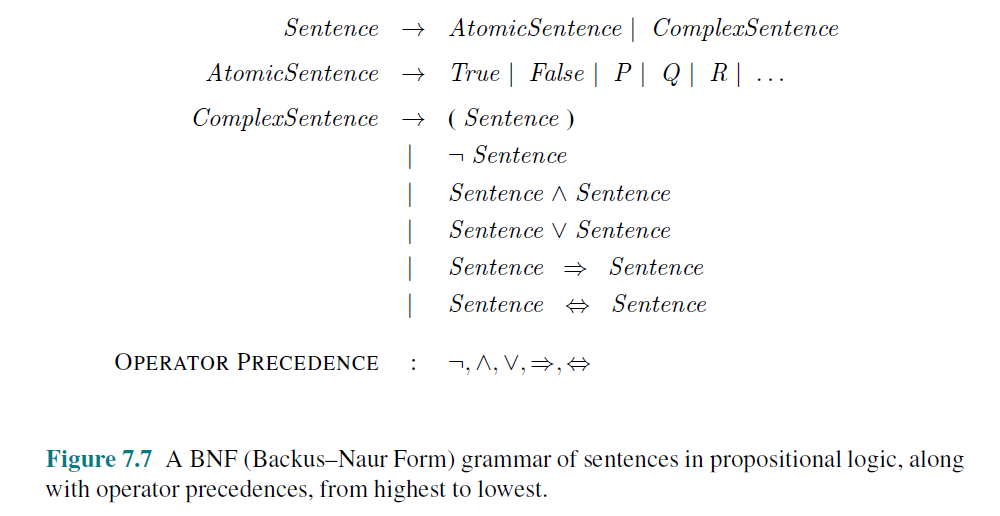 Sentence → AtomicSentence | ComplexSentence
AtomicSentence → True | False | P | Q | R | ...
ComplexSentence → ( Sentence )
| ¬ Sentence
| Sentence ∧ Sentence
| Sentence ∨ Sentence
| Sentence ⇒ Sentence
| Sentence ⇔ Sentence
OPERATOR PRECEDENCE : ¬, ∧, ∨, ⇒, ⇔
Figure 7.7 A BNF (Backus–Naur Form) grammar of sentences in propositional logic, along
with operator precedences, from highest to lowest.